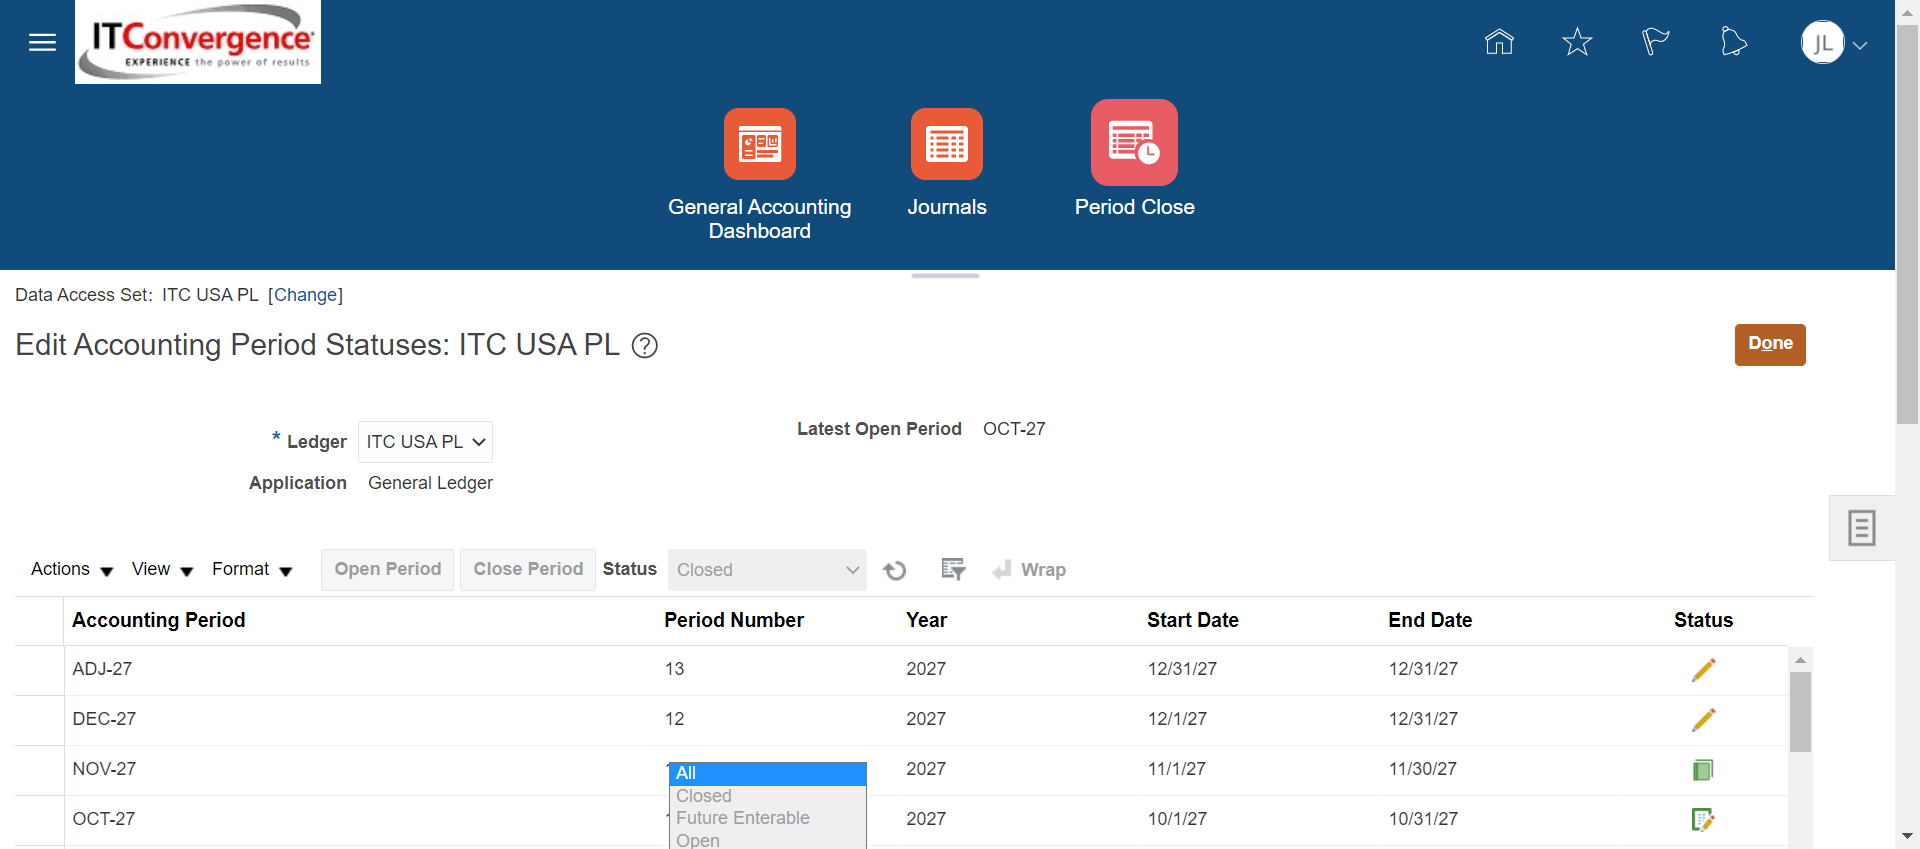 ITConvergence
EXPERIENCE the power of results
JL
General Accounting
Dashboard
Journals
Period Close
Data Access Set: ITC USA PL [Change]
Edit Accounting Period Statuses: ITC USA PL ?
Done
* Ledger ITC USA PL
Latest Open Period OCT-27
Application General Ledger
Actions View Format Open Period Close Period Status Closed Wrap
Accounting Period Period Number Year Start Date End Date Status
ADJ-27 13 2027 12/31/27 12/31/27
DEC-27 12 2027 12/1/27 12/31/27
NOV-27 2027 11/1/27 11/30/27
All
Closed
OCT-27 2027 10/1/27 10/31/27
Future Enterable
Open